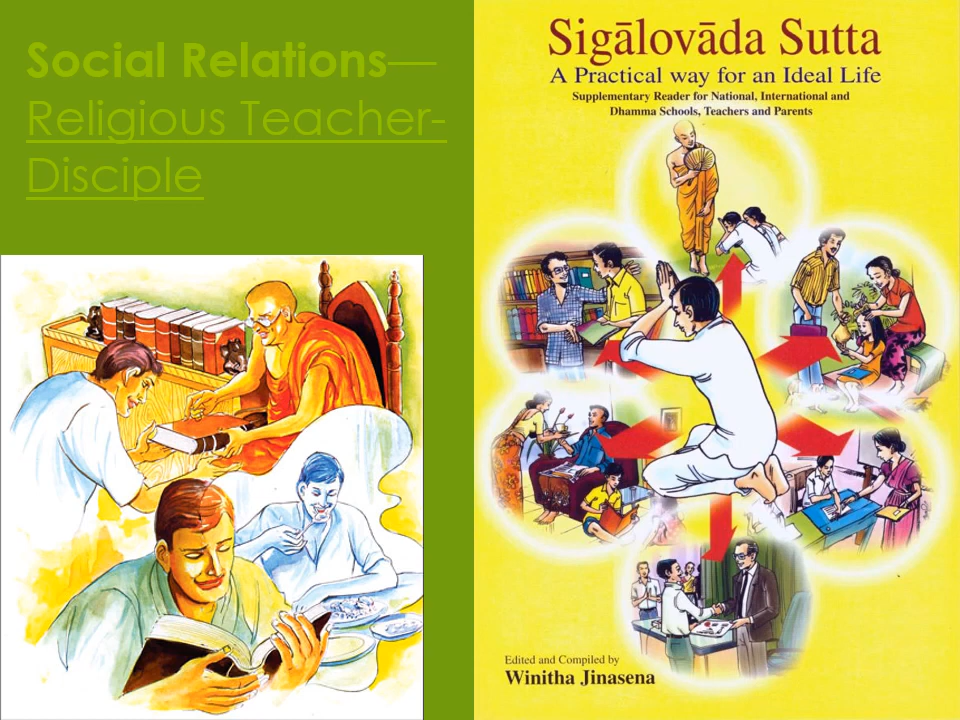 Social Relations—
Religious Teacher-
Disciple
Sigālovāda Sutta
A Practical way for an Ideal Life
Supplementary Reader for National, International and
Dhamma Schools, Teachers and Parents
Edited and Compiled by
Winitha Jinasena